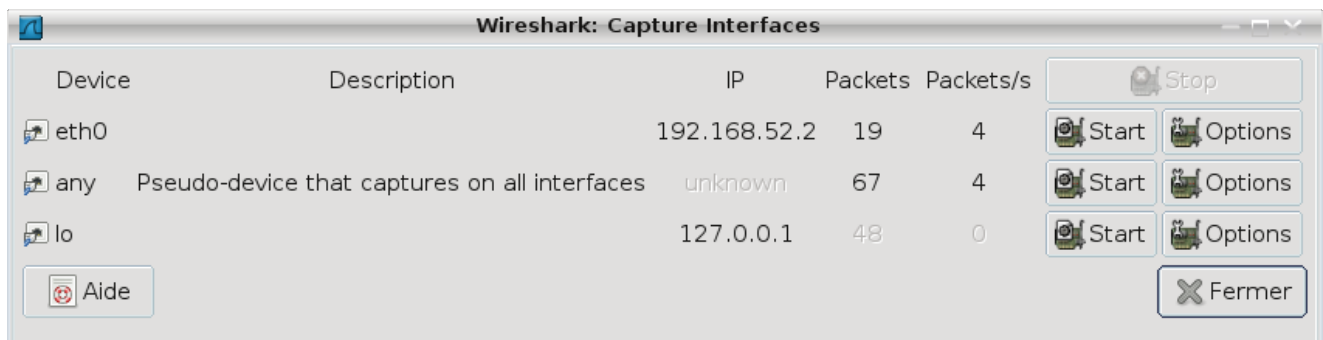 Wireshark: Capture Interfaces
Device Description IP Packets Packets/s Stop
eth0 192.168.52.2 19 4 Start Options
any Pseudo-device that captures on all interfaces unknown 67 4 Start Options
lo 127.0.0.1 48 0 Start Options
Aide Fermer